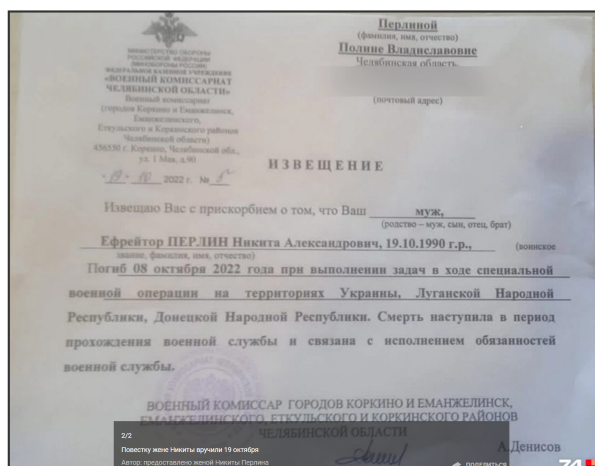 МИНИСТЕРСТВО ОБОРОНЫ
РОССИЙСКОЙ ФЕДЕРАЦИИ
(МИНОБОРОНЫ РОССИИ)
ФЕДЕРАЛЬНОЕ КАЗЕННОЕ УЧРЕЖДЕНИЕ
«ВОЕННЫЙ КОМИССАРИАТ
ЧЕЛЯБИНСКОЙ ОБЛАСТИ»
Военный комиссариат
(городов Коркино и Еманжелинск,
Еманжелинского,
Еткульского и Коркинского районов
Челябинской области)
456550 г. Коркино, Челябинской обл.,
ул. 1 Мая, д.90
2022 г. №
Перлиной
(фамилия, имя, отчество)
Полине Владиславовне
Челябинская область,
(почтовый адрес)
ИЗВЕЩЕНИЕ
Извещаю Вас с прискорбием о том, что Ваш муж,
(родство – муж, сын, отец, брат)
Ефрейтор ПЕРЛИН Никита Александрович, 19.10.1990 г.р., (воинское
звание, фамилия, имя, отчество)
Погиб 08 октября 2022 года при выполнении задач в ходе специальной
военной операции на территориях Украины, Луганской Народной
Республики, Донецкой Народной Республики. Смерть наступила в период
прохождения военной службы и связана с исполнением обязанностей
военной службы.
ВОЕННЫЙ КОМИССАР ГОРОДОВ КОРКИНО И ЕМАНЖЕЛИНСК,
ЕМАНЖЕЛИНСКОГО, ЕТКУЛЬСКОГО И КОРКИНСКОГО РАЙОНОВ
ЧЕЛЯБИНСКОЙ ОБЛАСТИ
А.Денисов
2/2
Повестку жене Никиты вручили 19 октября
Автор: предоставлено женой Никиты Перлина
ПОДЕЛИТЬСЯ
74